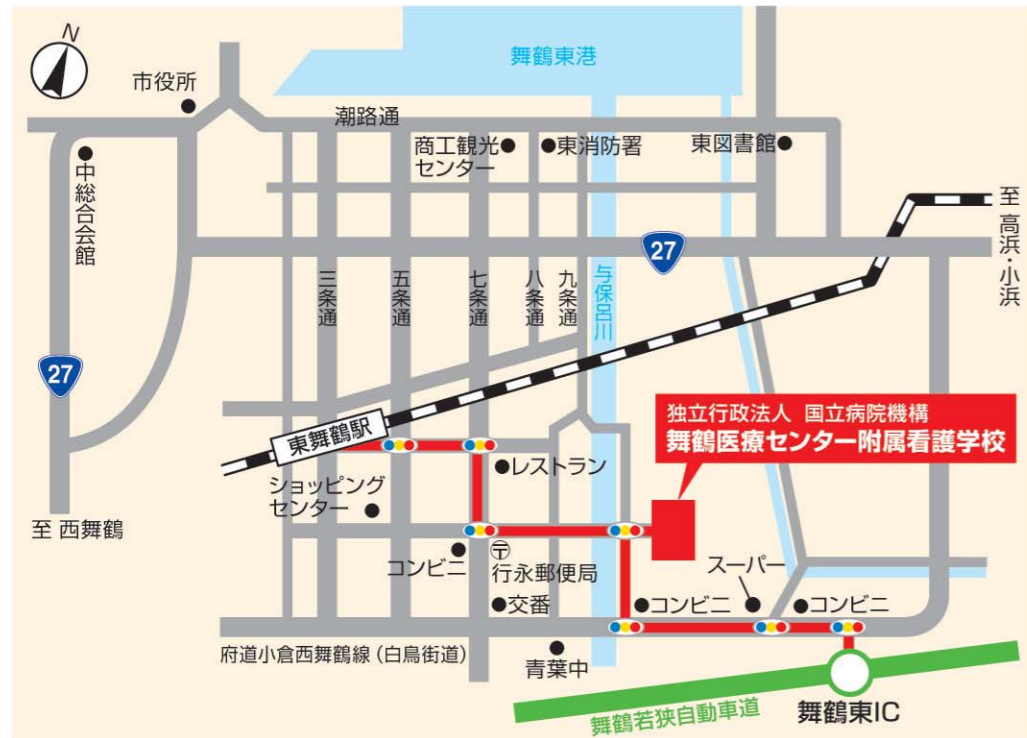 N
舞鶴東港
市役所
潮路通
商工観光
センター
東消防署
東図書館
中総合会館
至 高浜・小浜
27
三条通
五条通
七条通
八条通
九条通
与保呂川
27
独立行政法人 国立病院機構
舞鶴医療センター附属看護学校
東舞鶴駅
レストラン
ショッピング
センター
至 西舞鶴
コンビニ
〒
行永郵便局
スーパー
交番
コンビニ
コンビニ
府道小倉西舞鶴線(白鳥街道)
青葉中
舞鶴若狭自動車道
舞鶴東IC